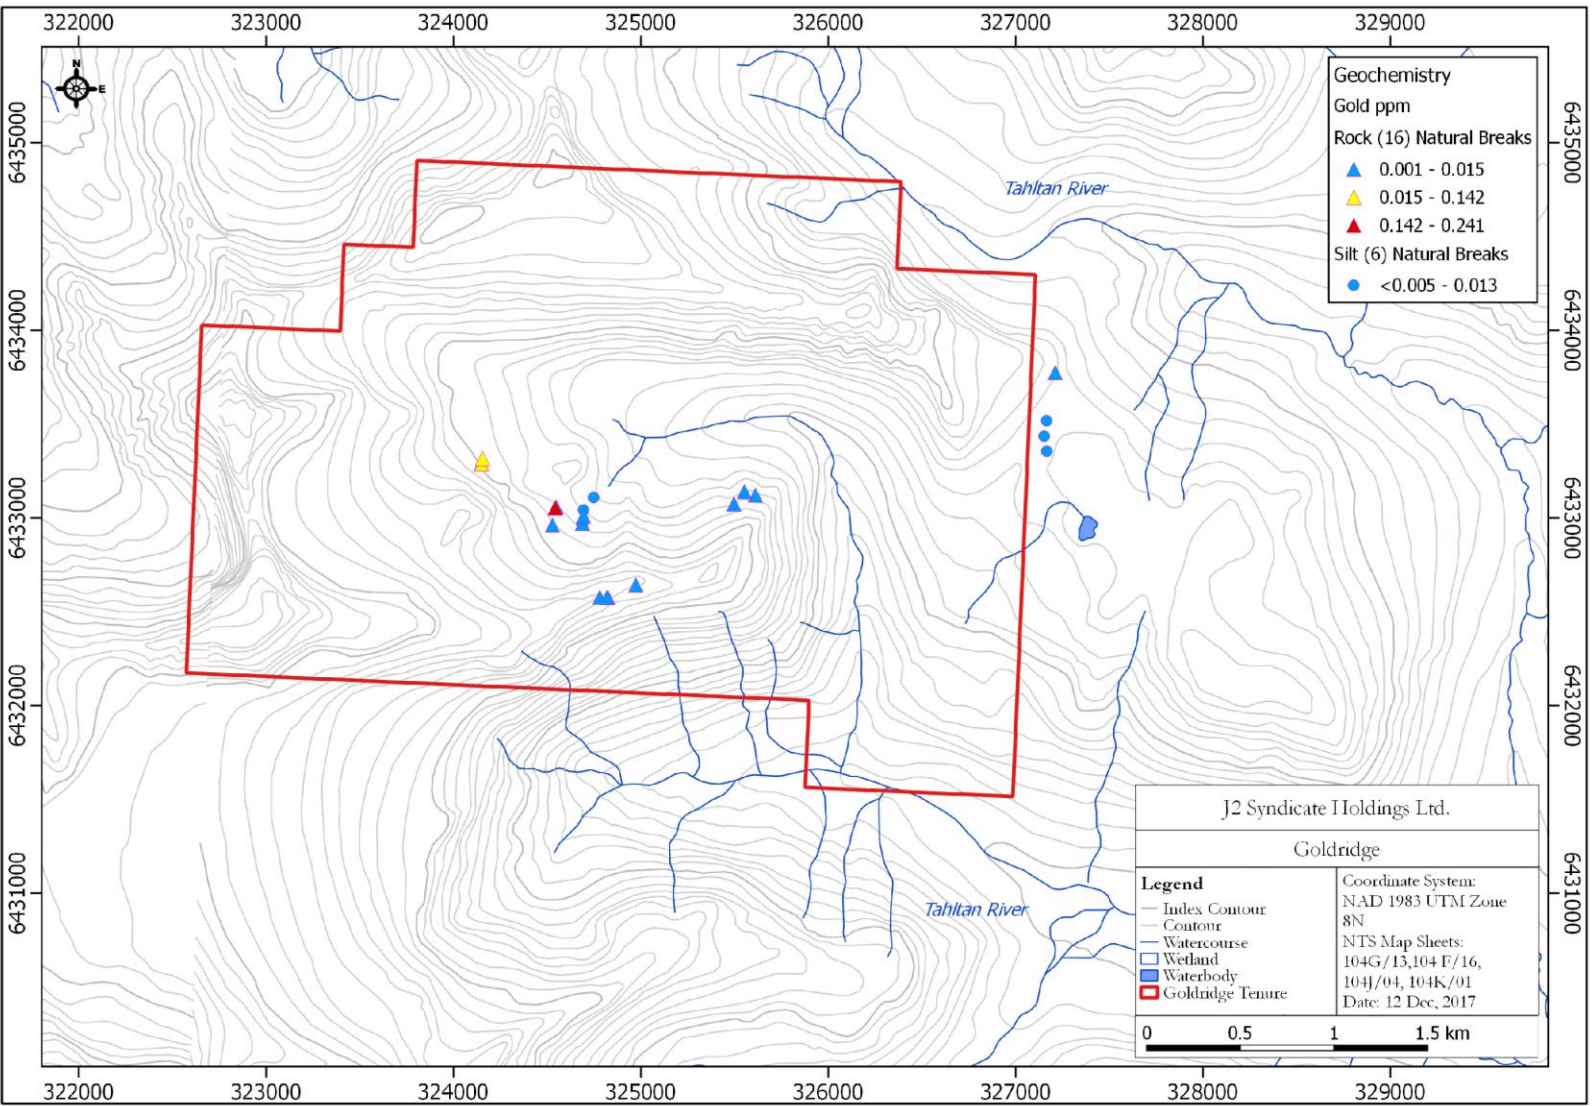 322000 323000 324000 325000 326000 327000 328000 329000
N
E
6435000
6434000
6433000
6432000
6431000
Tahltan River
Geochemistry
Gold ppm
Rock (16) Natural Breaks
0.001 - 0.015
0.015 - 0.142
0.142 - 0.241
Silt (6) Natural Breaks
<0.005 - 0.013
6435000
6434000
6433000
6432000
6431000
Tahltan River
J2 Syndicate Holdings Ltd.
Goldridge
Legend
Index Contour
Contour
Watercourse
Wetland
Waterbody
Goldridge Tenure
Coordinate System:
NAD 1983 UTM Zone
8N
NTS Map Sheets:
104G/13,104 F/16,
104J/04, 104K/01
Date: 12 Dec, 2017
0 0.5 1 1.5 km
322000 323000 324000 325000 326000 327000 328000 329000